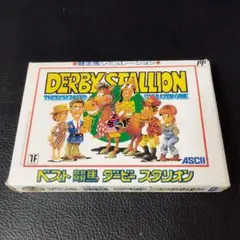 競走馬シミュレーション
DERBY STALLION
THOROUGHBRED SIMULATION GAME
1F
ASCII
ベスト競馬 ダービースタリオン